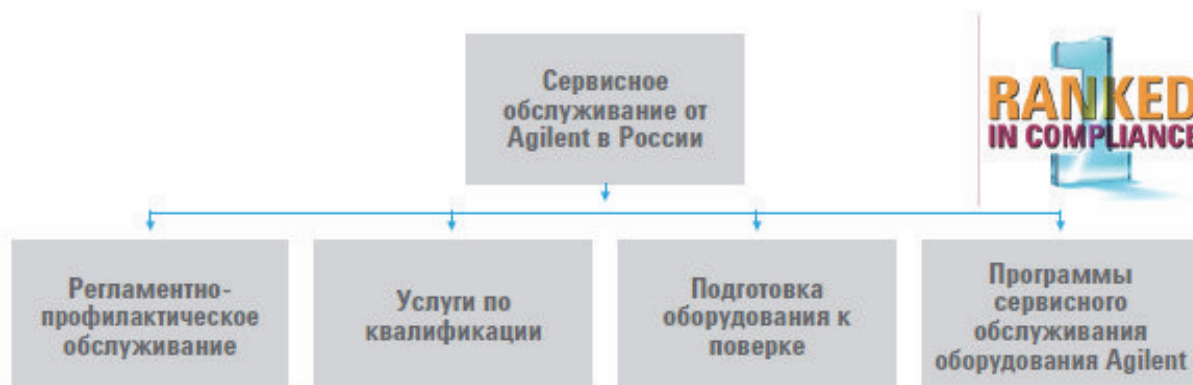 Сервисное
обслуживание от
Agilent в России
1
RANKED
IN COMPLIANCE
Регламентно-
профилактическое
обслуживание
Услуги по
квалификации
Подготовка
оборудования к
поверке
Программы
сервисного
обслуживания
оборудования Agilent